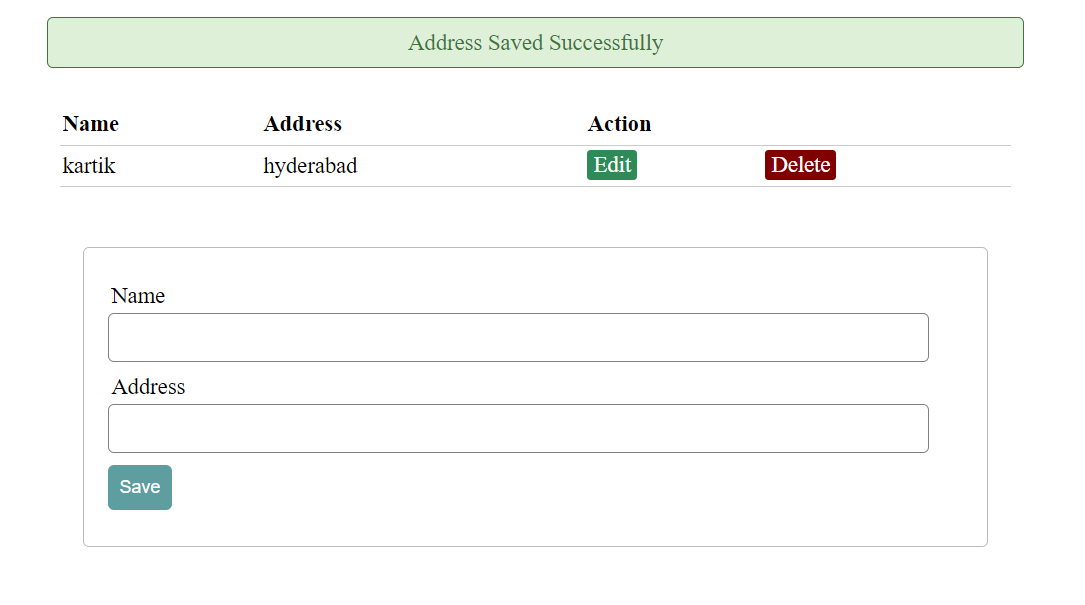 Address Saved Successfully
Name Address Action
kartik hyderabad Edit Delete
Name
Address
Save